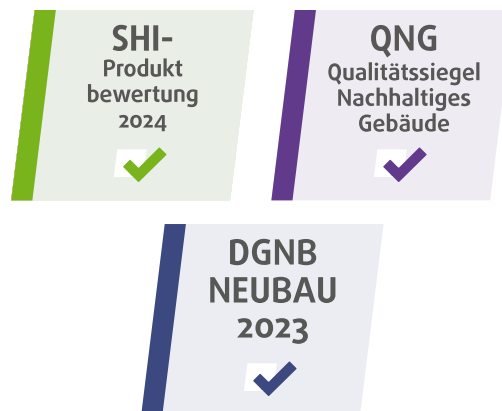 SHI-
Produkt
bewertung
2024
QNG
Qualitätssiegel
Nachhaltiges
Gebäude
DGNB
NEUBAU
2023